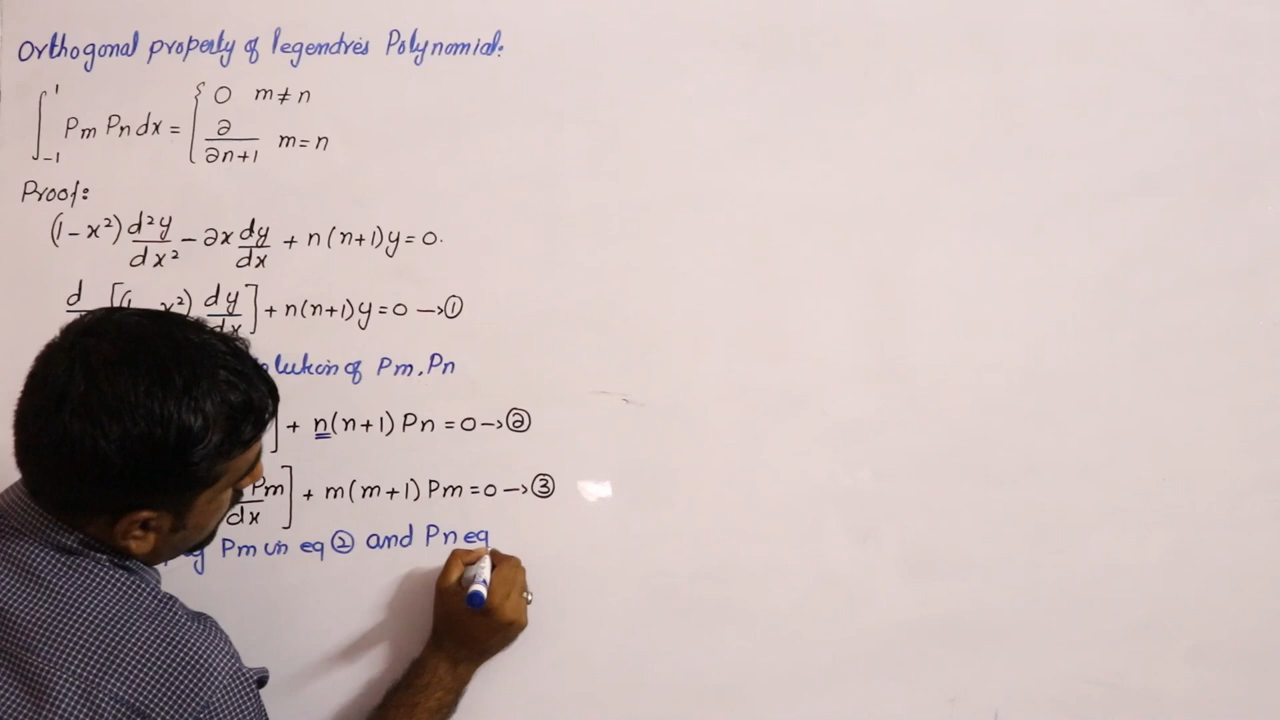 Orthogonal property of legendre's Polynomial:
∫₋₁¹ Pm Pn dx = { 0 m ≠ n
2/2n+1 m = n
Proof:
(1-x²) d²y/dx² - 2x dy/dx + n(n+1)y = 0.
d [(1 x²) dy/dx] + n(n+1)y = 0 → ①
of Pm, Pn
] + n(n+1) Pn = 0 → ②
Pm/dx] + m(m+1) Pm = 0 → ③
Pm in eq ② and Pn eq